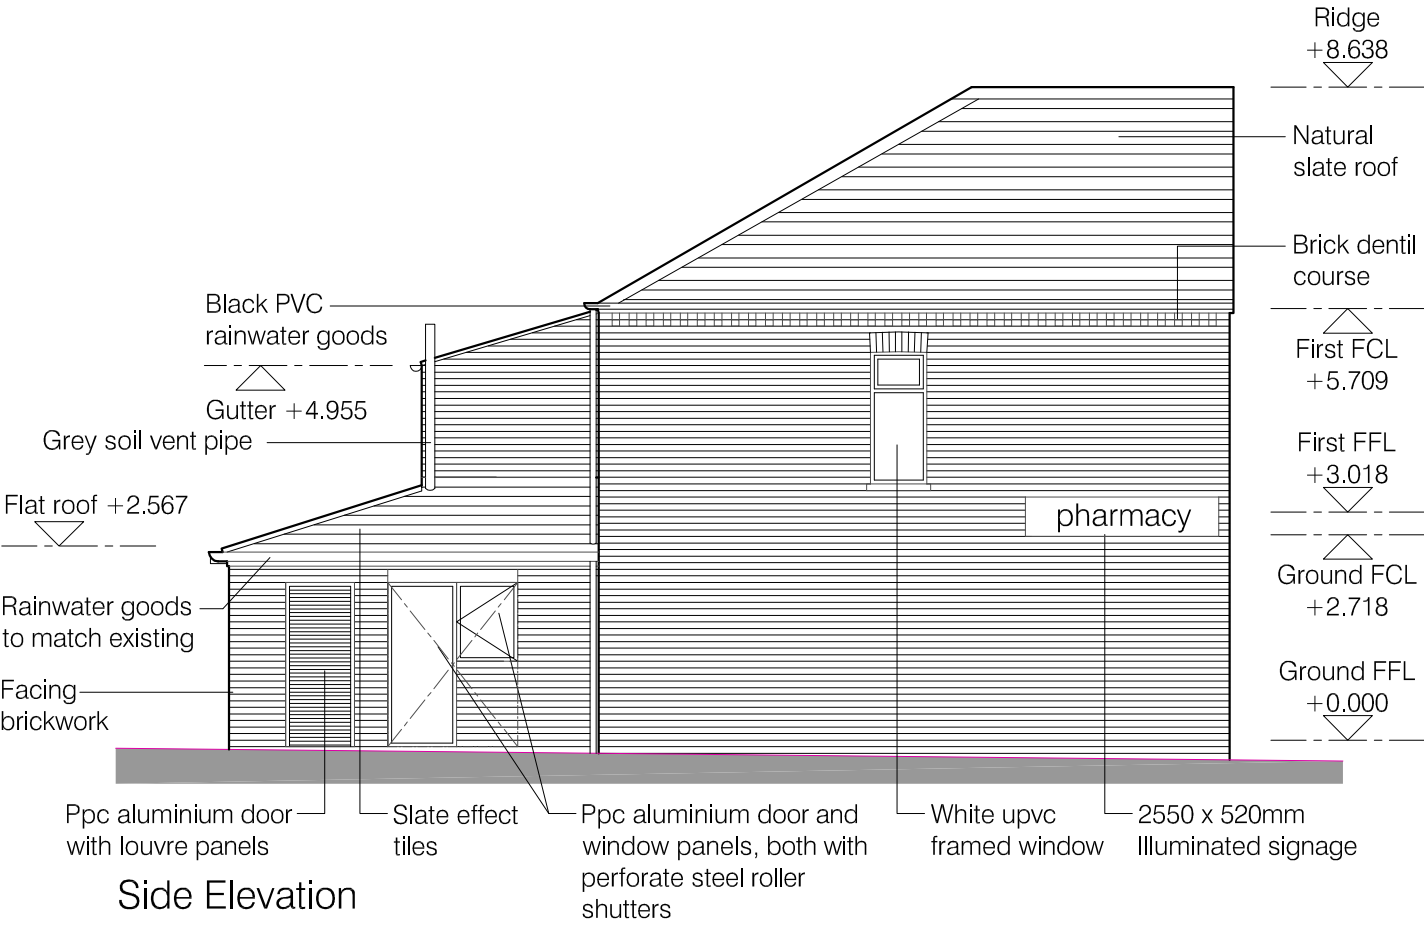 Ridge
+8.638
Natural
slate roof
Brick dentil
course
Black PVC
rainwater goods
First FCL
+5.709
Gutter +4.955
Grey soil vent pipe
First FFL
+3.018
Flat roof +2.567
pharmacy
Ground FCL
+2.718
Rainwater goods
to match existing
Ground FFL
+0.000
Facing
brickwork
Ppc aluminium door
with louvre panels
Slate effect
tiles
Ppc aluminium door and
window panels, both with
perforate steel roller
shutters
White upvc
framed window
2550 x 520mm
Illuminated signage
Side Elevation